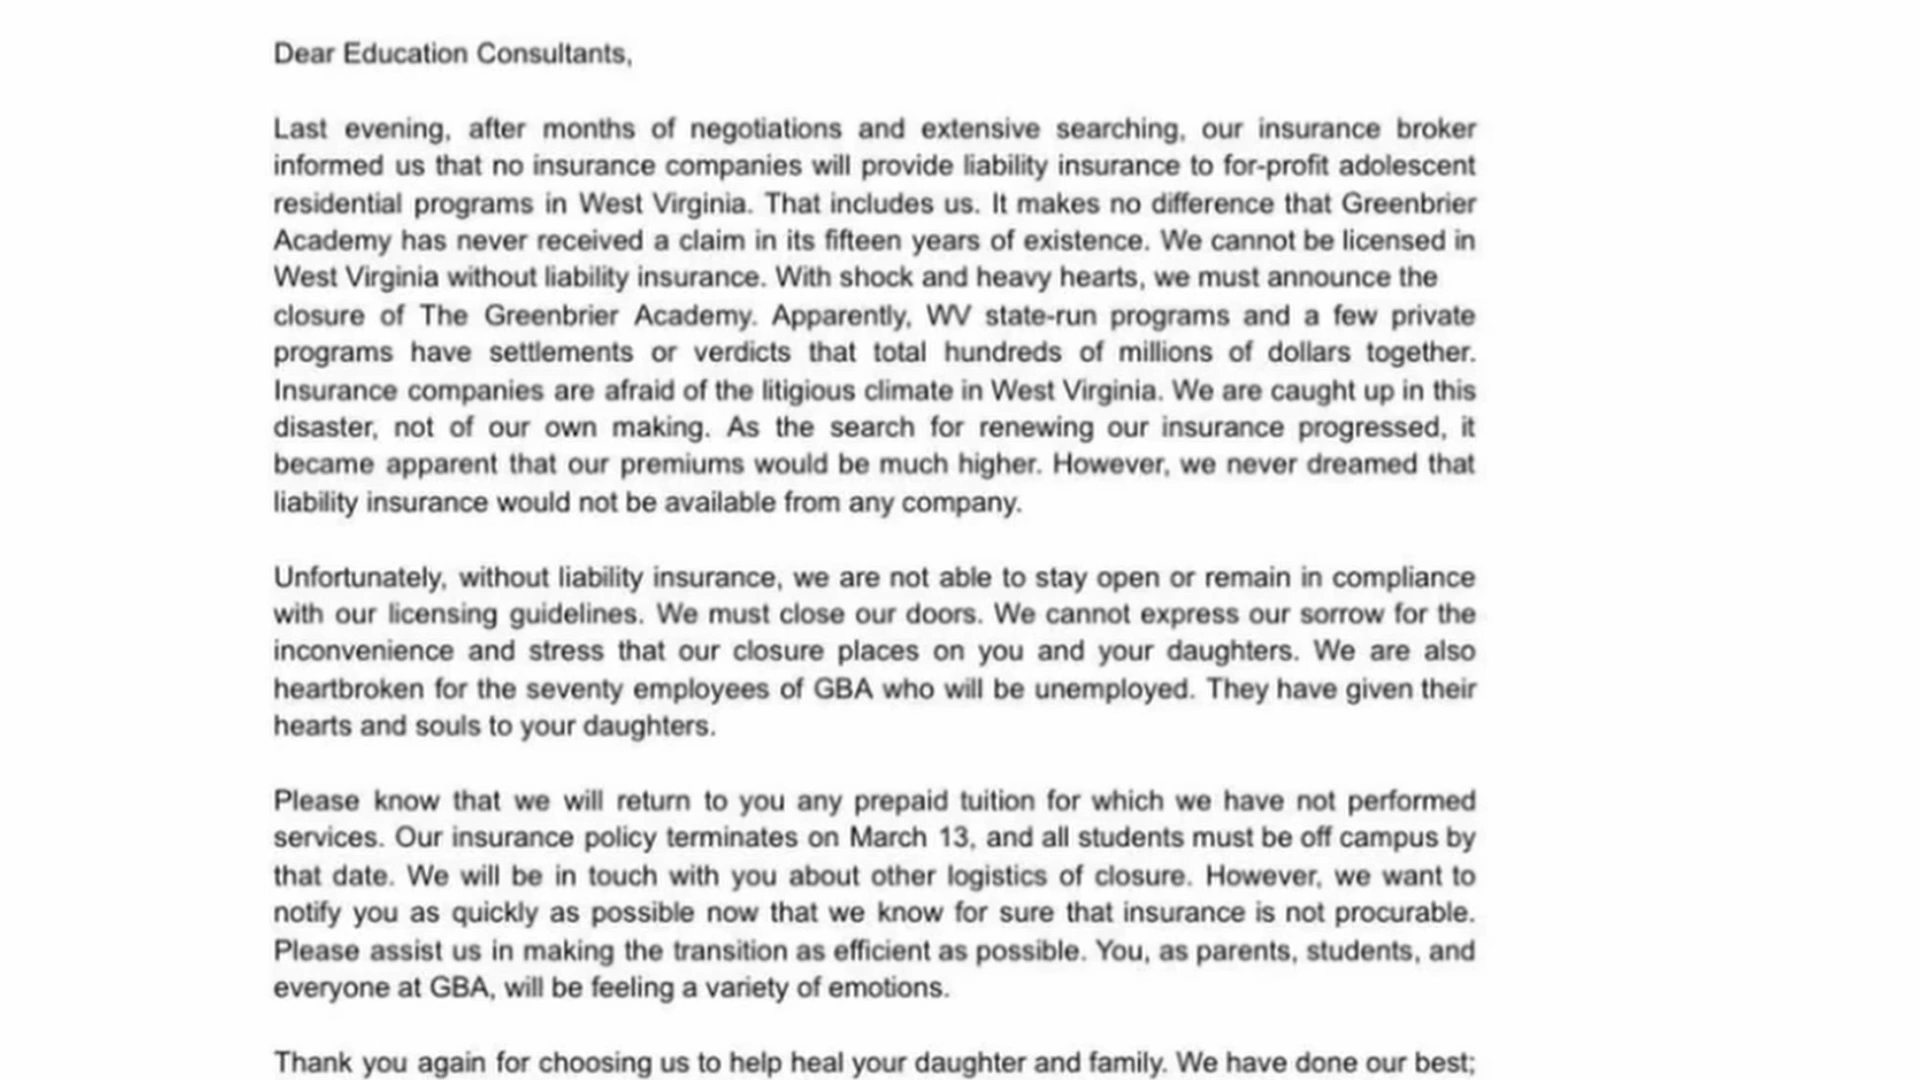 Dear Education Consultants,
Last evening, after months of negotiations and extensive searching, our insurance broker
informed us that no insurance companies will provide liability insurance to for-profit adolescent
residential programs in West Virginia. That includes us. It makes no difference that Greenbrier
Academy has never received a claim in its fifteen years of existence. We cannot be licensed in
West Virginia without liability insurance. With shock and heavy hearts, we must announce the
closure of The Greenbrier Academy. Apparently, WV state-run programs and a few private
programs have settlements or verdicts that total hundreds of millions of dollars together.
Insurance companies are afraid of the litigious climate in West Virginia. We are caught up in this
disaster, not of our own making. As the search for renewing our insurance progressed, it
became apparent that our premiums would be much higher. However, we never dreamed that
liability insurance would not be available from any company.
Unfortunately, without liability insurance, we are not able to stay open or remain in compliance
with our licensing guidelines. We must close our doors. We cannot express our sorrow for the
inconvenience and stress that our closure places on you and your daughters. We are also
heartbroken for the seventy employees of GBA who will be unemployed. They have given their
hearts and souls to your daughters.
Please know that we will return to you any prepaid tuition for which we have not performed
services. Our insurance policy terminates on March 13, and all students must be off campus by
that date. We will be in touch with you about other logistics of closure. However, we want to
notify you as quickly as possible now that we know for sure that insurance is not procurable.
Please assist us in making the transition as efficient as possible. You, as parents, students, and
everyone at GBA, will be feeling a variety of emotions.
Thank you again for choosing us to help heal your daughter and family. We have done our best;